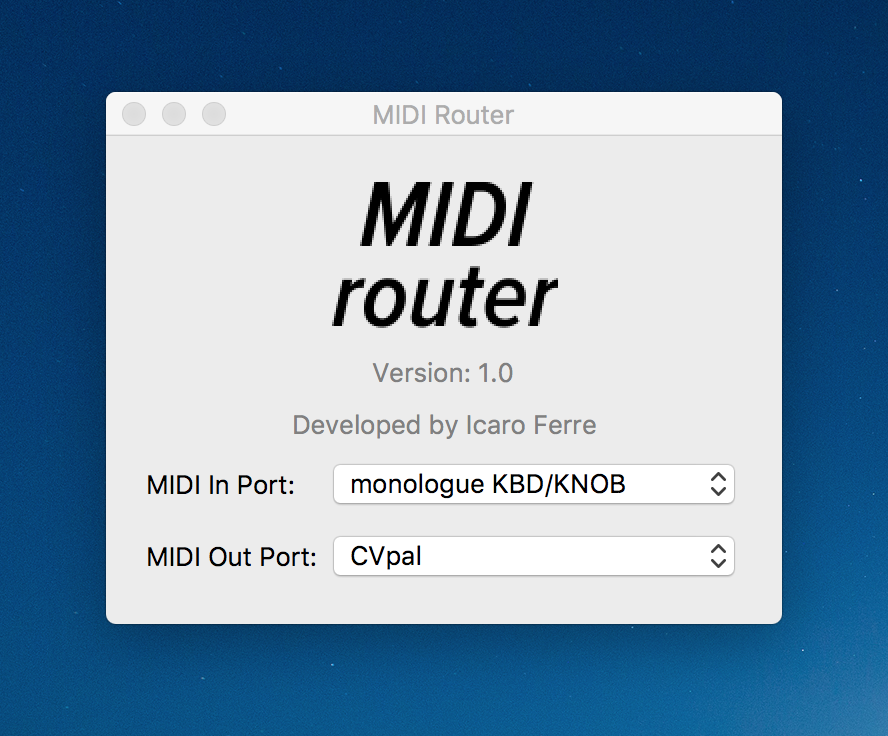 MIDI Router
MIDI
router
Version: 1.0
Developed by Icaro Ferre
MIDI In Port: monologue KBD/KNOB
MIDI Out Port: CVpal